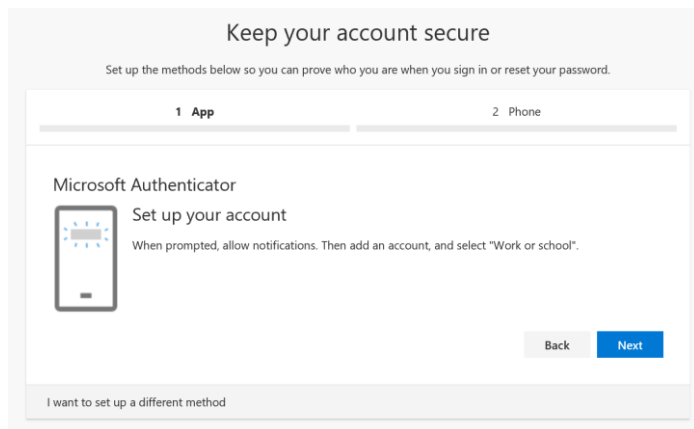 Keep your account secure
Set up the methods below so you can prove who you are when you sign in or reset your password.
1 App
2 Phone
Microsoft Authenticator
Set up your account
When prompted, allow notifications. Then add an account, and select "Work or school".
Back
Next
I want to set up a different method